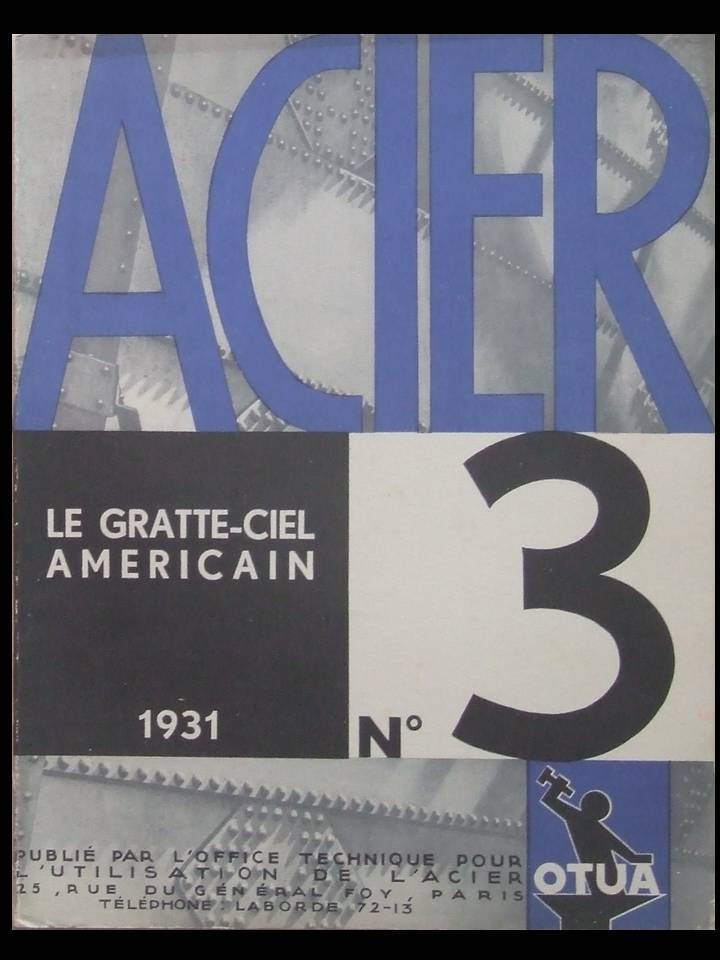 ACIER
LE GRATTE-CIEL
AMERICAIN
1931
N° 3
PUBLIÉ PAR L'OFFICE TECHNIQUE POUR
L'UTILISATION DE L'ACIER
25, RUE DU GÉNÉRAL FOY, PARIS
TÉLÉPHONE: LABORDE 72-13
OTUA